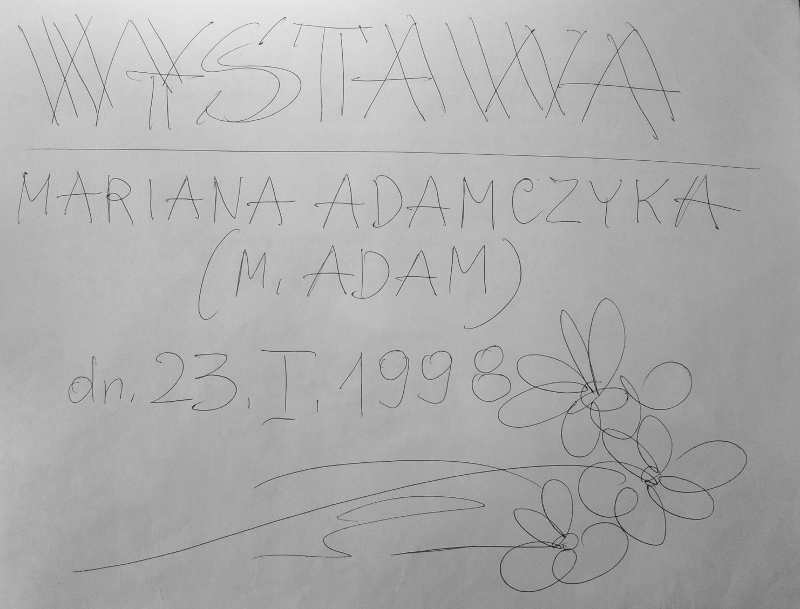 WYSTAWA
MARIANA ADAMCZYKA
(M. ADAM)
dn. 23.I.1998